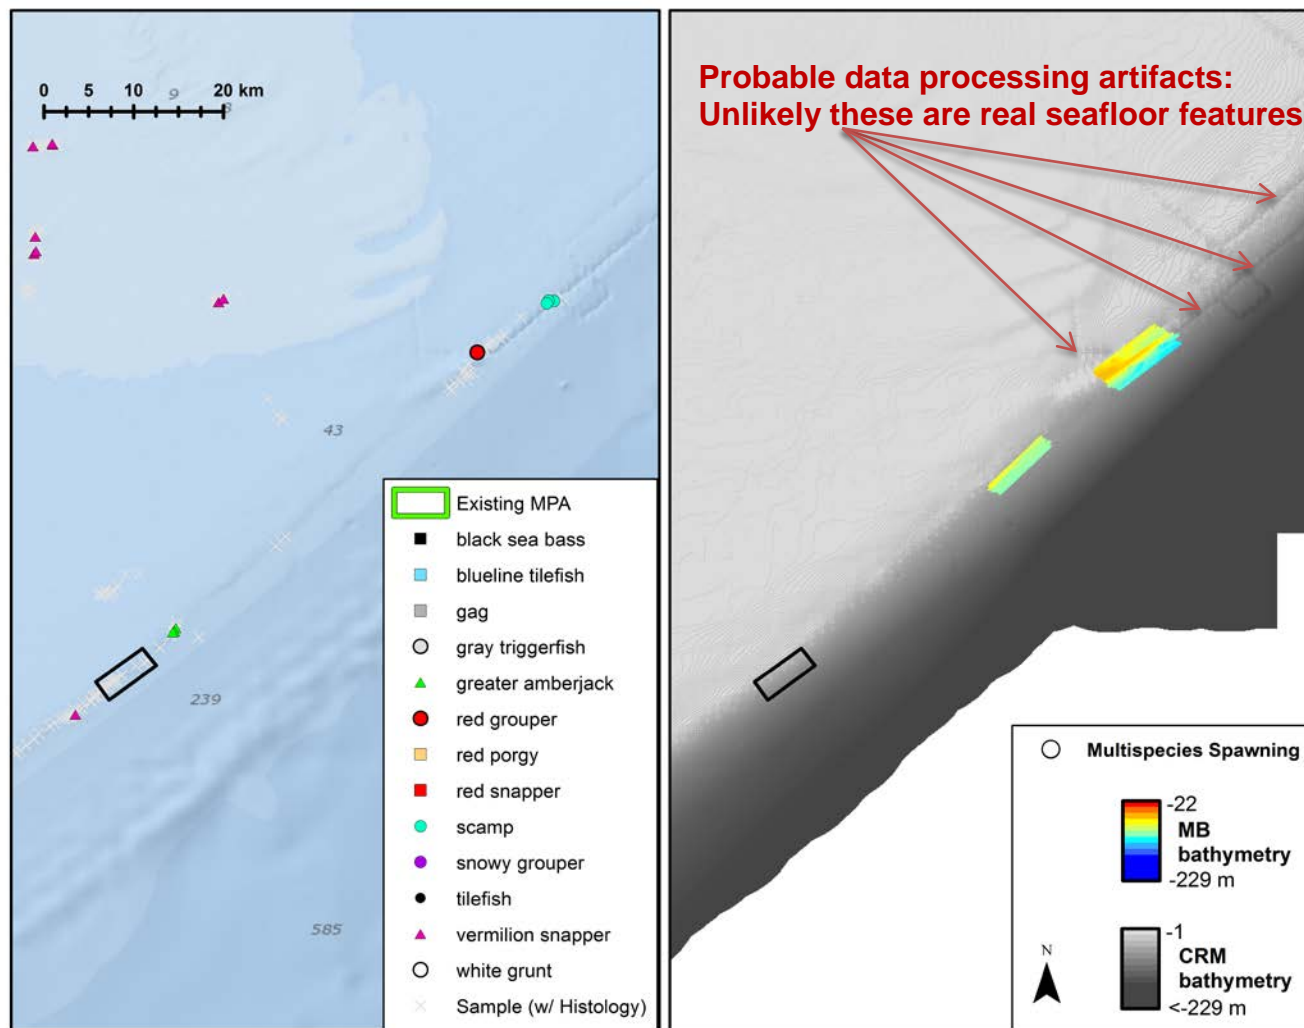 0 5 10 20 km
9
8
43
239
585
Existing MPA
black sea bass
blueline tilefish
gag
gray triggerfish
greater amberjack
red grouper
red porgy
red snapper
scamp
snowy grouper
tilefish
vermilion snapper
white grunt
Sample (w/ Histology)
Probable data processing artifacts:
Unlikely these are real seafloor features
Multispecies Spawning
-22
MB
bathymetry
-229 m
N
-1
CRM
bathymetry
<-229 m